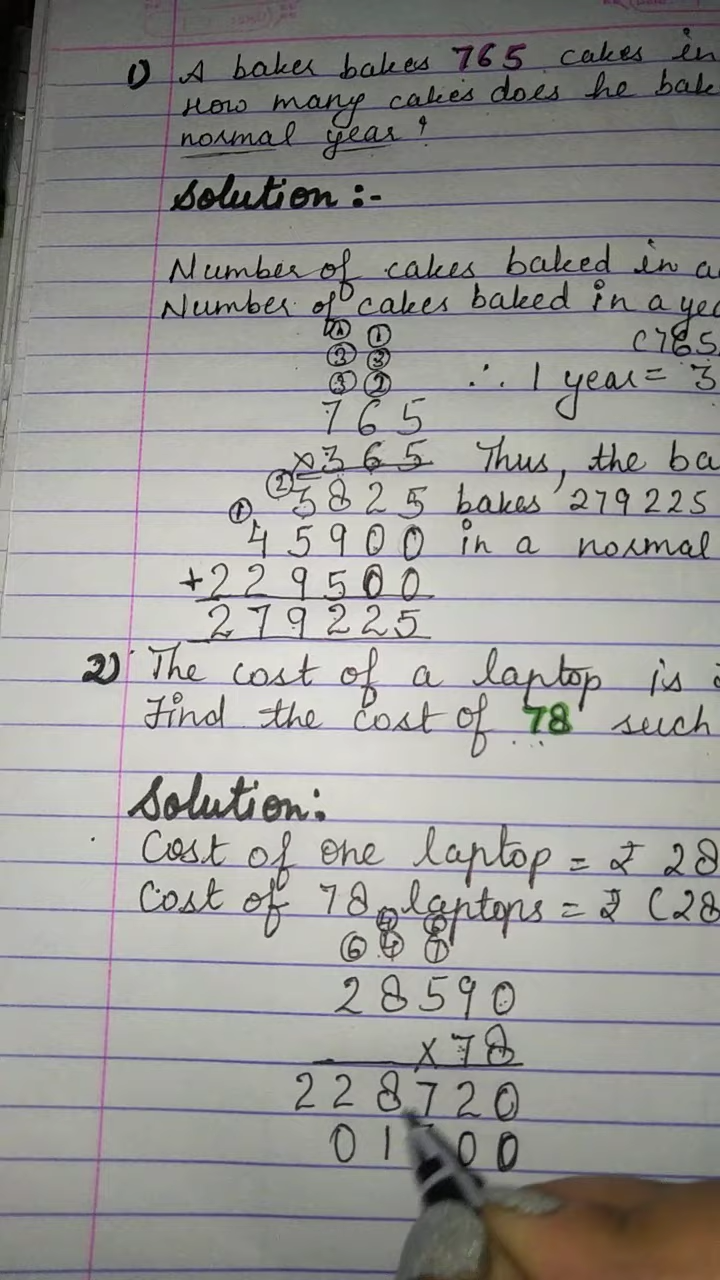 1) A baker bakes 765 cakes in
How many cakes does he bak
normal year?
Solution :-
Number of cakes baked in a
Number of cakes baked in a yea
(765
∴ 1 year = 3
765
×365 Thus, the ba
3825 bakes 279225
45900 in a normal
+229500
279225
2) The cost of a laptop is
Find the cost of 78 such
Solution:
Cost of one laptop = ₹ 28
Cost of 78 laptops = ₹ (28
28590
×78
228720